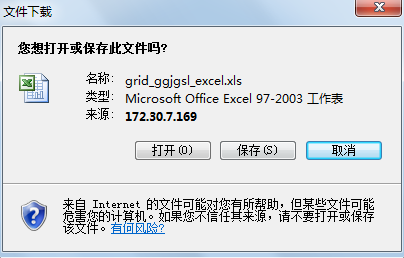 文件下载
您想打开或保存此文件吗?
名称: grid_ggjgsl_excel.xls
类型: Microsoft Office Excel 97-2003 工作表
来源: 172.30.7.169
打开(O) 保存(S) 取消
来自 Internet 的文件可能对您有所帮助,但某些文件可能
危害您的计算机。如果您不信任其来源,请不要打开或保存
该文件。有何风险?